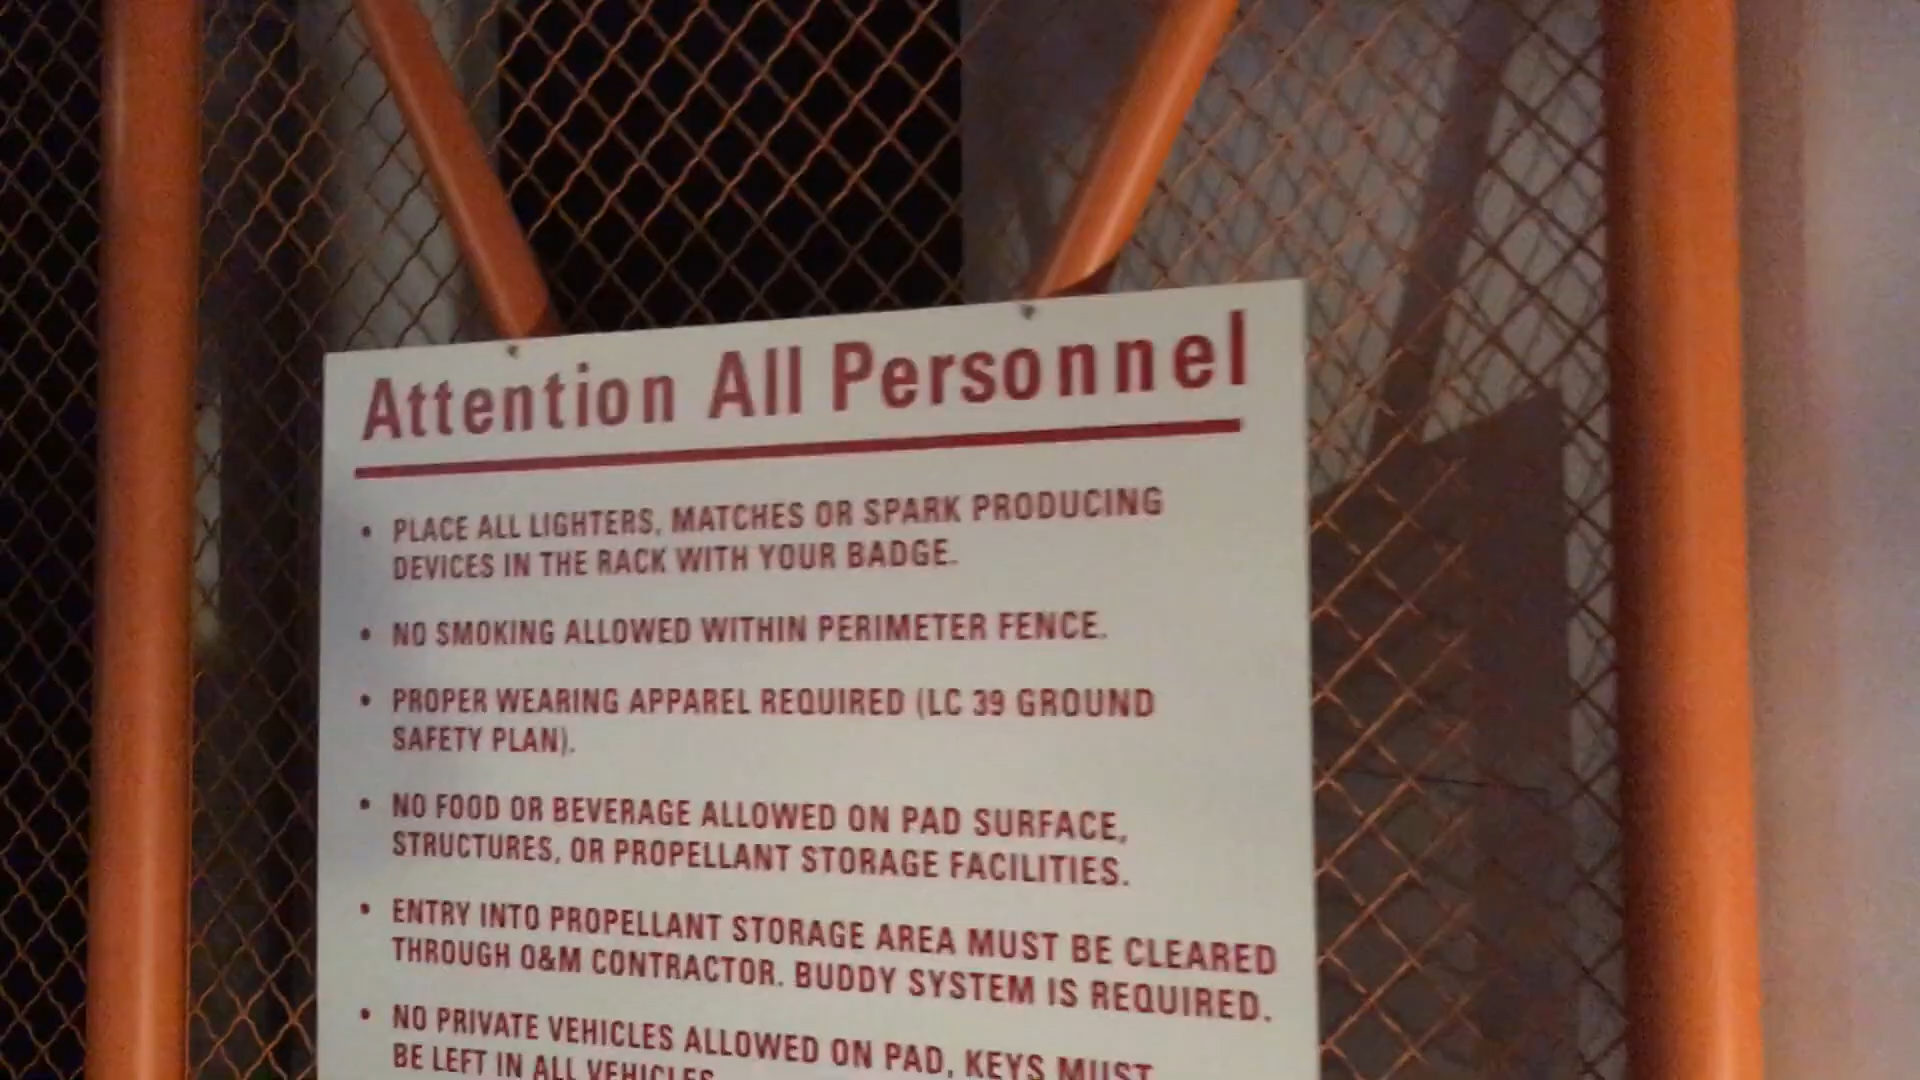 Attention All Personnel
• PLACE ALL LIGHTERS, MATCHES OR SPARK PRODUCING
DEVICES IN THE RACK WITH YOUR BADGE.
• NO SMOKING ALLOWED WITHIN PERIMETER FENCE.
• PROPER WEARING APPAREL REQUIRED (LC 39 GROUND
SAFETY PLAN).
• NO FOOD OR BEVERAGE ALLOWED ON PAD SURFACE,
STRUCTURES, OR PROPELLANT STORAGE FACILITIES.
• ENTRY INTO PROPELLANT STORAGE AREA MUST BE CLEARED
THROUGH O&M CONTRACTOR. BUDDY SYSTEM IS REQUIRED.
• NO PRIVATE VEHICLES ALLOWED ON PAD, KEYS MUST
BE LEFT IN ALL VEHICLES